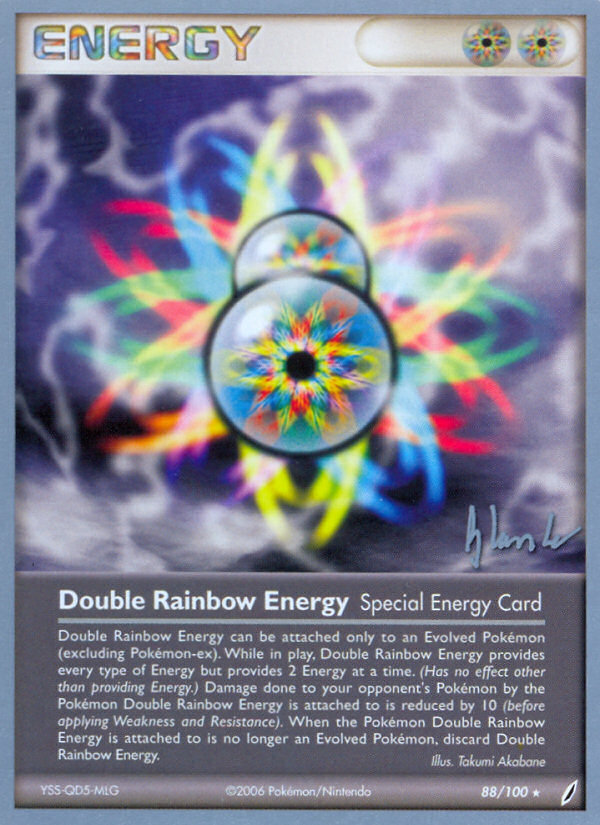 ENERGY
Double Rainbow Energy Special Energy Card
Double Rainbow Energy can be attached only to an Evolved Pokémon
(excluding Pokémon-ex). While in play, Double Rainbow Energy provides
every type of Energy but provides 2 Energy at a time. (Has no effect other
than providing Energy.) Damage done to your opponent's Pokémon by the
Pokémon Double Rainbow Energy is attached to is reduced by 10 (before
applying Weakness and Resistance). When the Pokémon Double Rainbow
Energy is attached to is no longer an Evolved Pokémon, discard Double
Rainbow Energy.
Illus. Takumi Akabane
YSS-QD5-MLG ©2006 Pokémon/Nintendo 88/100 ★